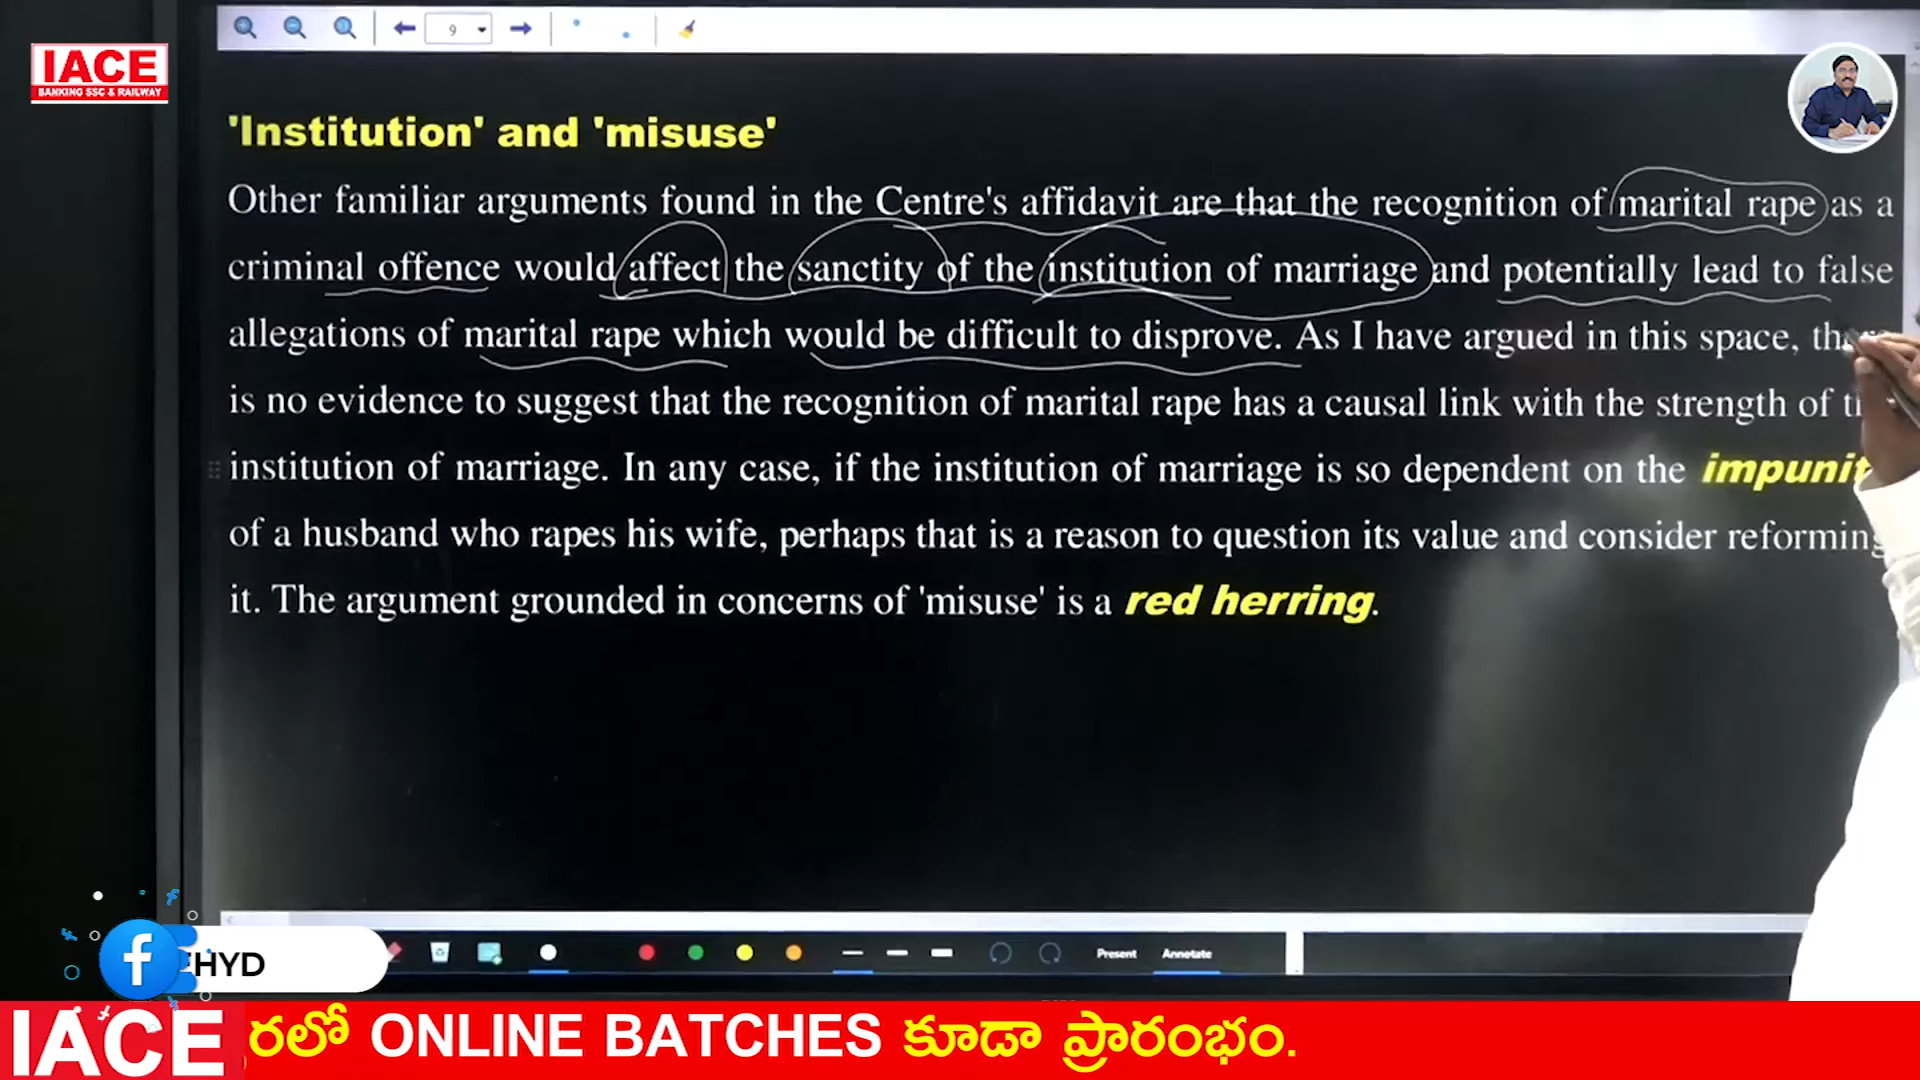 9
IACE
BANKING SSC & RAILWAY
'Institution' and 'misuse'
Other familiar arguments found in the Centre's affidavit are that the recognition of marital rape as a
criminal offence would affect the sanctity of the institution of marriage and potentially lead to false
allegations of marital rape which would be difficult to disprove. As I have argued in this space,
is no evidence to suggest that the recognition of marital rape has a causal link with the strength of
institution of marriage. In any case, if the institution of marriage is so dependent on the
of a husband who rapes his wife, perhaps that is a reason to question its value and consider reforming
it. The argument grounded in concerns of 'misuse' is a red herring.
Present Annotate
HYD
IACE
రలో ONLINE BATCHES కూడా ప్రారంభం.